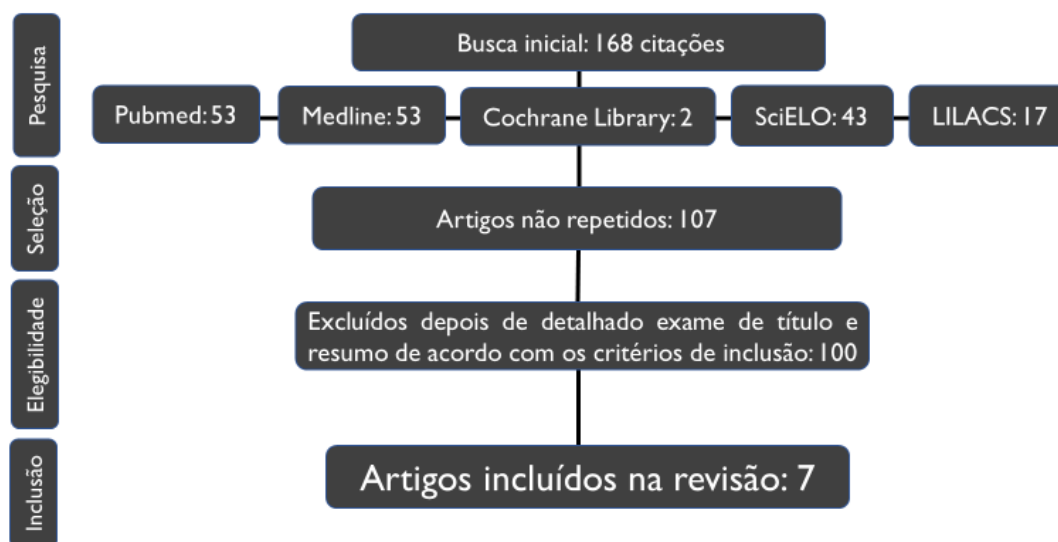 Pesquisa
Busca inicial: 168 citações
Pubmed: 53
Medline: 53
Cochrane Library: 2
SciELO: 43
LILACS: 17
Seleção
Artigos não repetidos: 107
Elegibilidade
Excluídos depois de detalhado exame de título e
resumo de acordo com os critérios de inclusão: 100
Inclusão
Artigos incluídos na revisão: 7